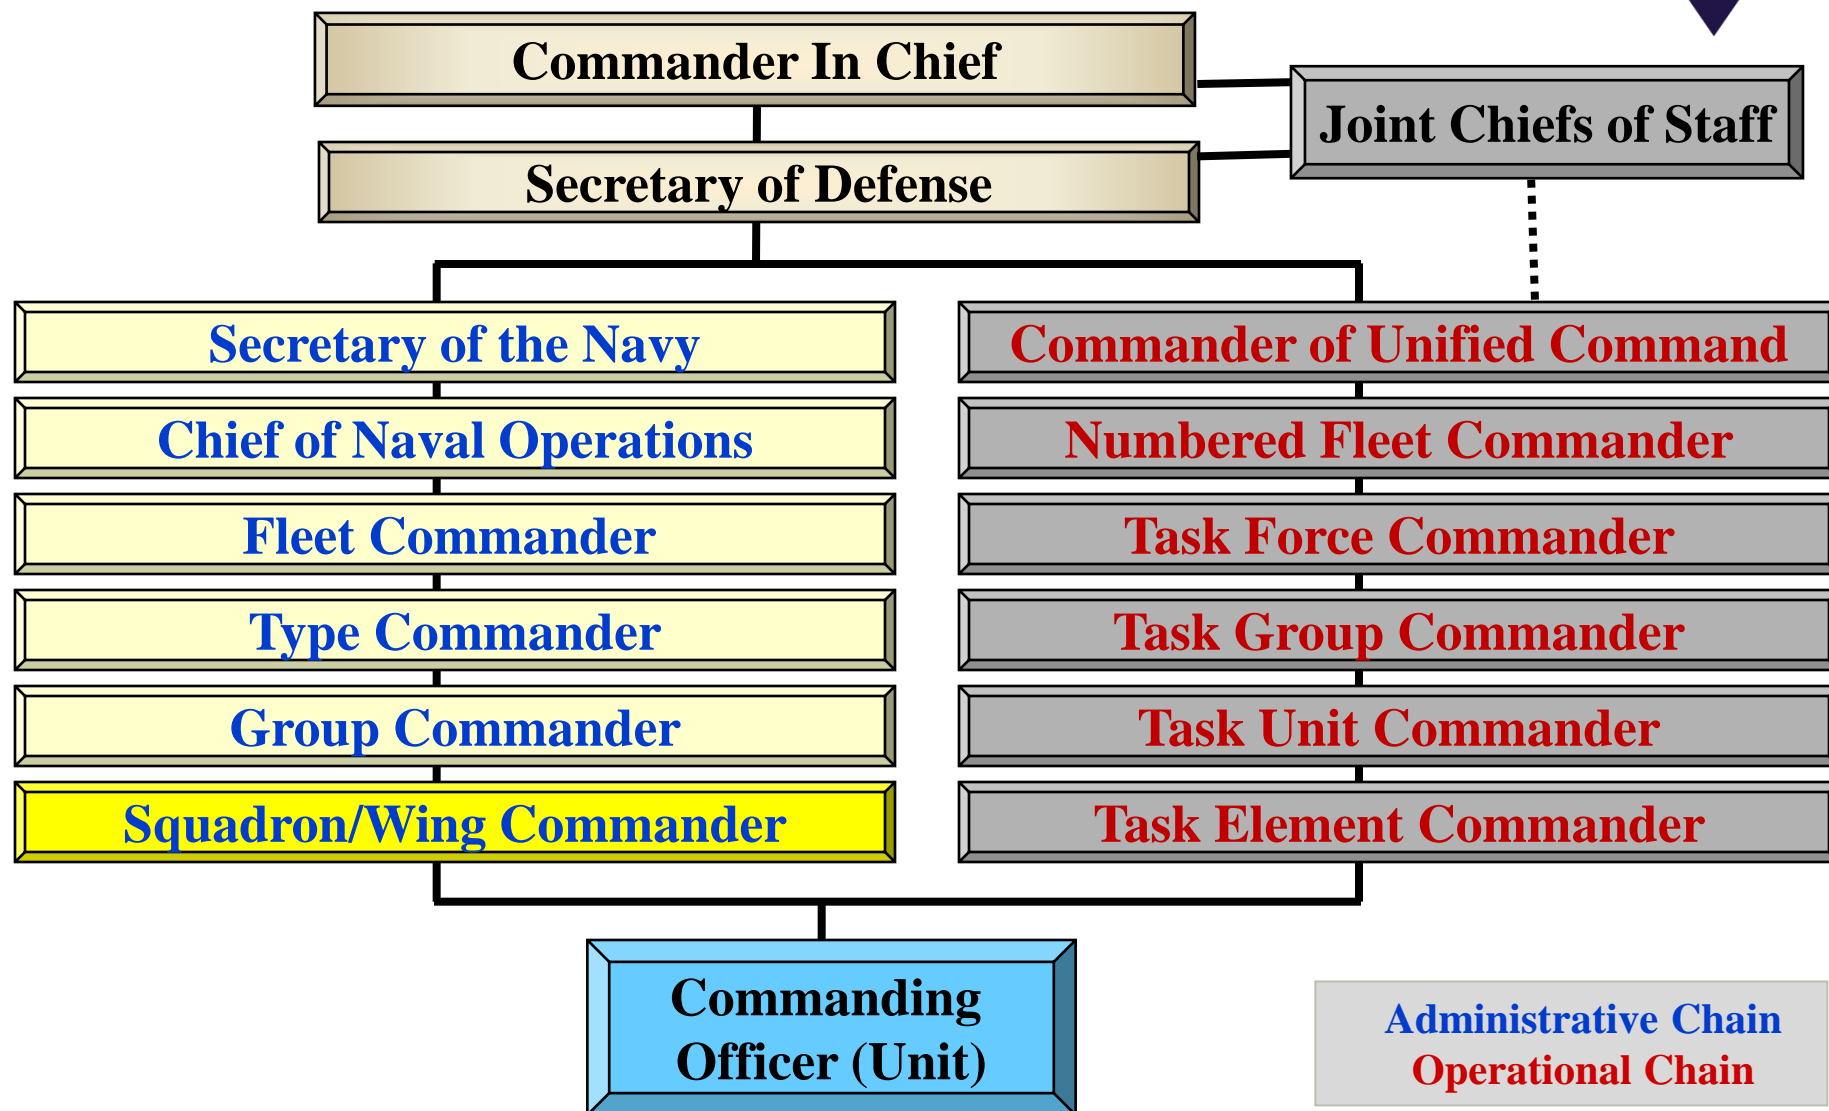 Commander In Chief
Joint Chiefs of Staff
Secretary of Defense
Secretary of the Navy
Commander of Unified Command
Chief of Naval Operations
Numbered Fleet Commander
Fleet Commander
Task Force Commander
Type Commander
Task Group Commander
Group Commander
Task Unit Commander
Squadron/Wing Commander
Task Element Commander
Commanding
Officer (Unit)
Administrative Chain
Operational Chain